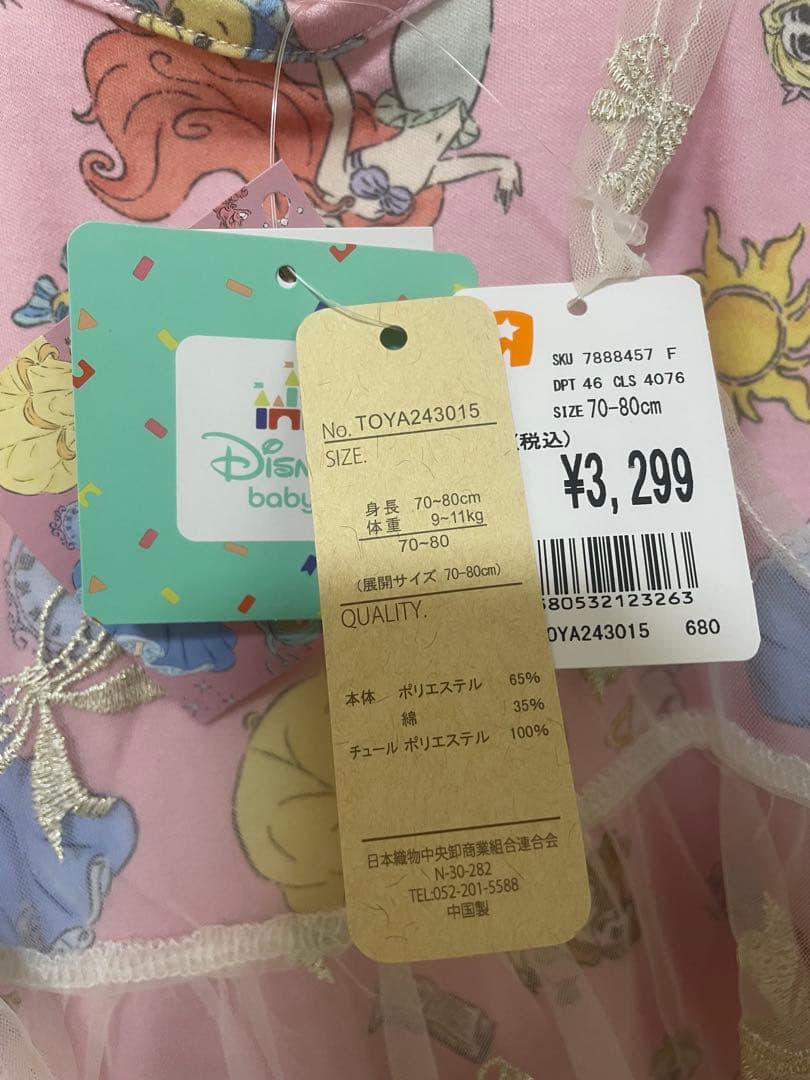 Disn
baby
No. TOYA243015
SIZE.
身長 70~80cm
体重 9~11kg
70~80
(展開サイズ 70-80cm)
QUALITY.
本体 ポリエステル 65%
綿 35%
チュール ポリエステル 100%
日本織物中央卸商業組合連合会
N-30-282
TEL:052-201-5588
中国製
SKU 7888457 F
DPT 46 CLS 4076
SIZE 70-80cm
(税込)
¥3,299
580532123263
OYA243015 680